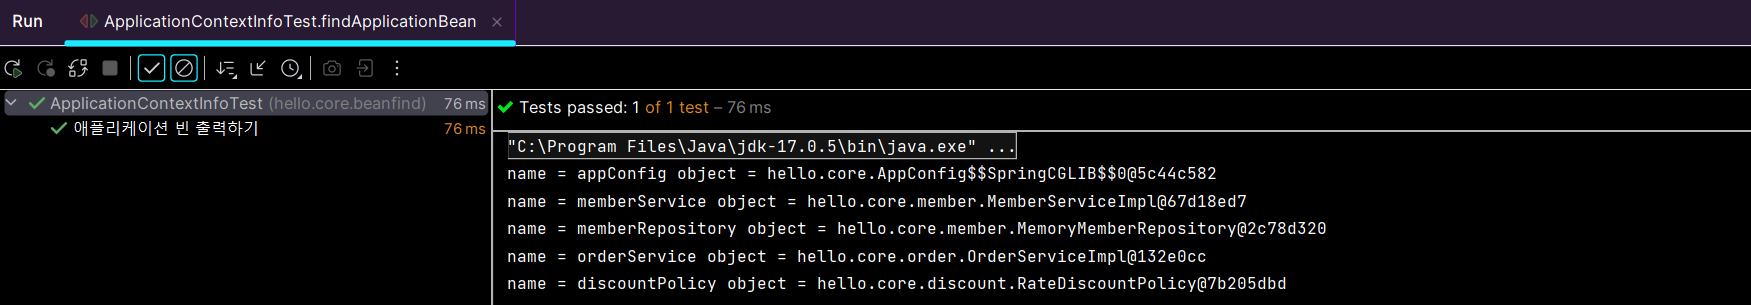 Run ApplicationContextInfoTest.findApplicationBean
ApplicationContextInfoTest (hello.core.beanfind) 76 ms
애플리케이션 빈 출력하기 76 ms
Tests passed: 1 of 1 test – 76 ms
"C:\Program Files\Java\jdk-17.0.5\bin\java.exe" ...
name = appConfig object = hello.core.AppConfig$$SpringCGLIB$$0@5c44c582
name = memberService object = hello.core.member.MemberServiceImpl@67d18ed7
name = memberRepository object = hello.core.member.MemoryMemberRepository@2c78d320
name = orderService object = hello.core.order.OrderServiceImpl@132e0cc
name = discountPolicy object = hello.core.discount.RateDiscountPolicy@7b205dbd